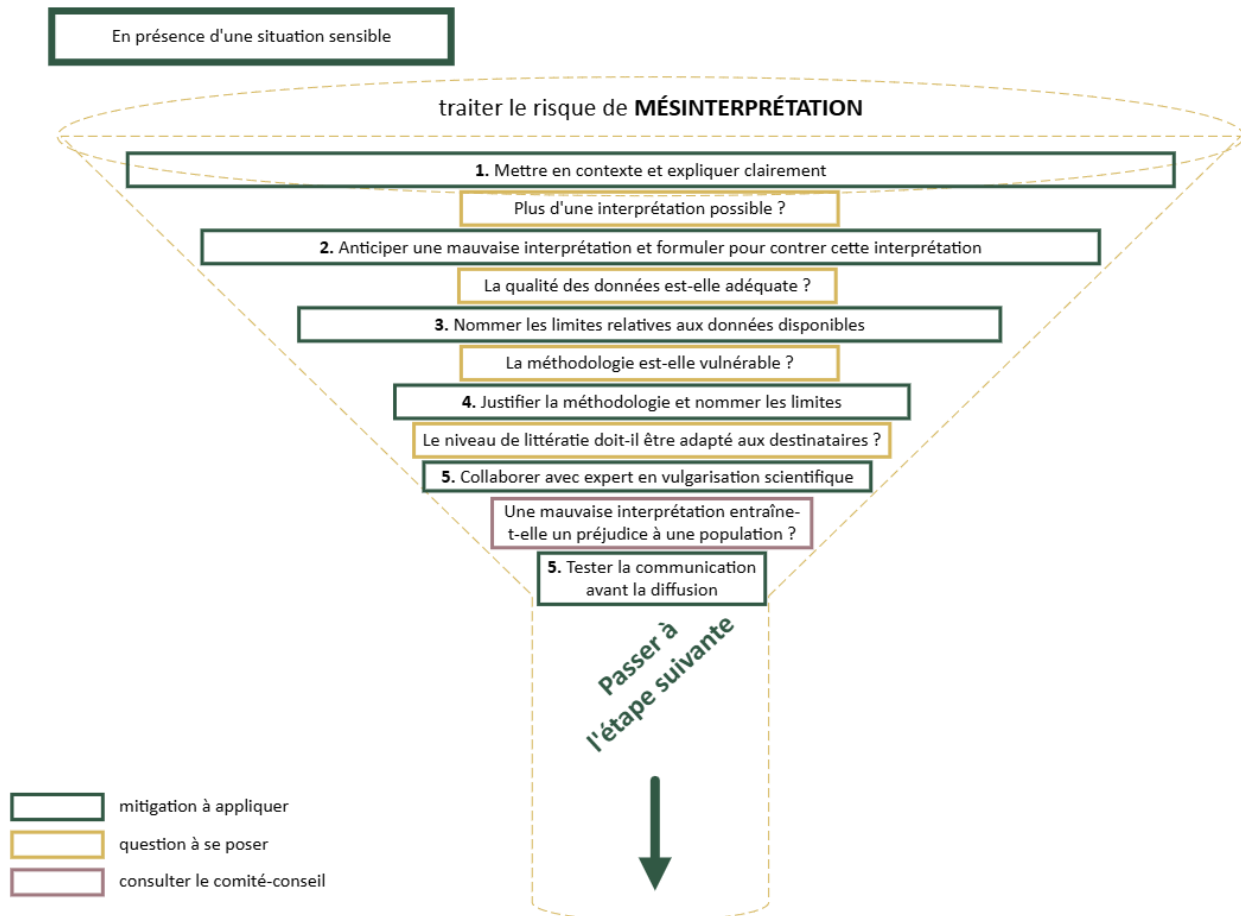 En présence d'une situation sensible
traiter le risque de MÉSINTERPRÉTATION
1. Mettre en contexte et expliquer clairement
Plus d'une interprétation possible ?
2. Anticiper une mauvaise interprétation et formuler pour contrer cette interprétation
La qualité des données est-elle adéquate ?
3. Nommer les limites relatives aux données disponibles
La méthodologie est-elle vulnérable ?
4. Justifier la méthodologie et nommer les limites
Le niveau de littératie doit-il être adapté aux destinataires ?
5. Collaborer avec expert en vulgarisation scientifique
Une mauvaise interprétation entraîne-
t-elle un préjudice à une population ?
5. Tester la communication
avant la diffusion
Passer à
l'étape suivante
mitigation à appliquer
question à se poser
consulter le comité-conseil